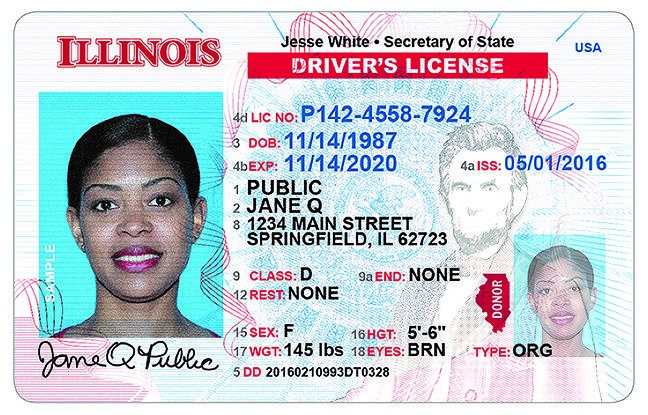 ILLINOIS
Jesse White • Secretary of State
USA
DRIVER'S LICENSE
4d LIC NO: P142-4558-7924
3 DOB: 11/14/1987
4b EXP: 11/14/2020 4a ISS: 05/01/2016
1 PUBLIC
2 JANE Q
8 1234 MAIN STREET
SPRINGFIELD, IL 62723
9 CLASS: D 9a END: NONE
12 REST: NONE
DONOR
15 SEX: F 16 HGT: 5'-6"
17 WGT: 145 lbs 18 EYES: BRN TYPE: ORG
5 DD 20160210993DT0328
SAMPLE
Jane Q Public